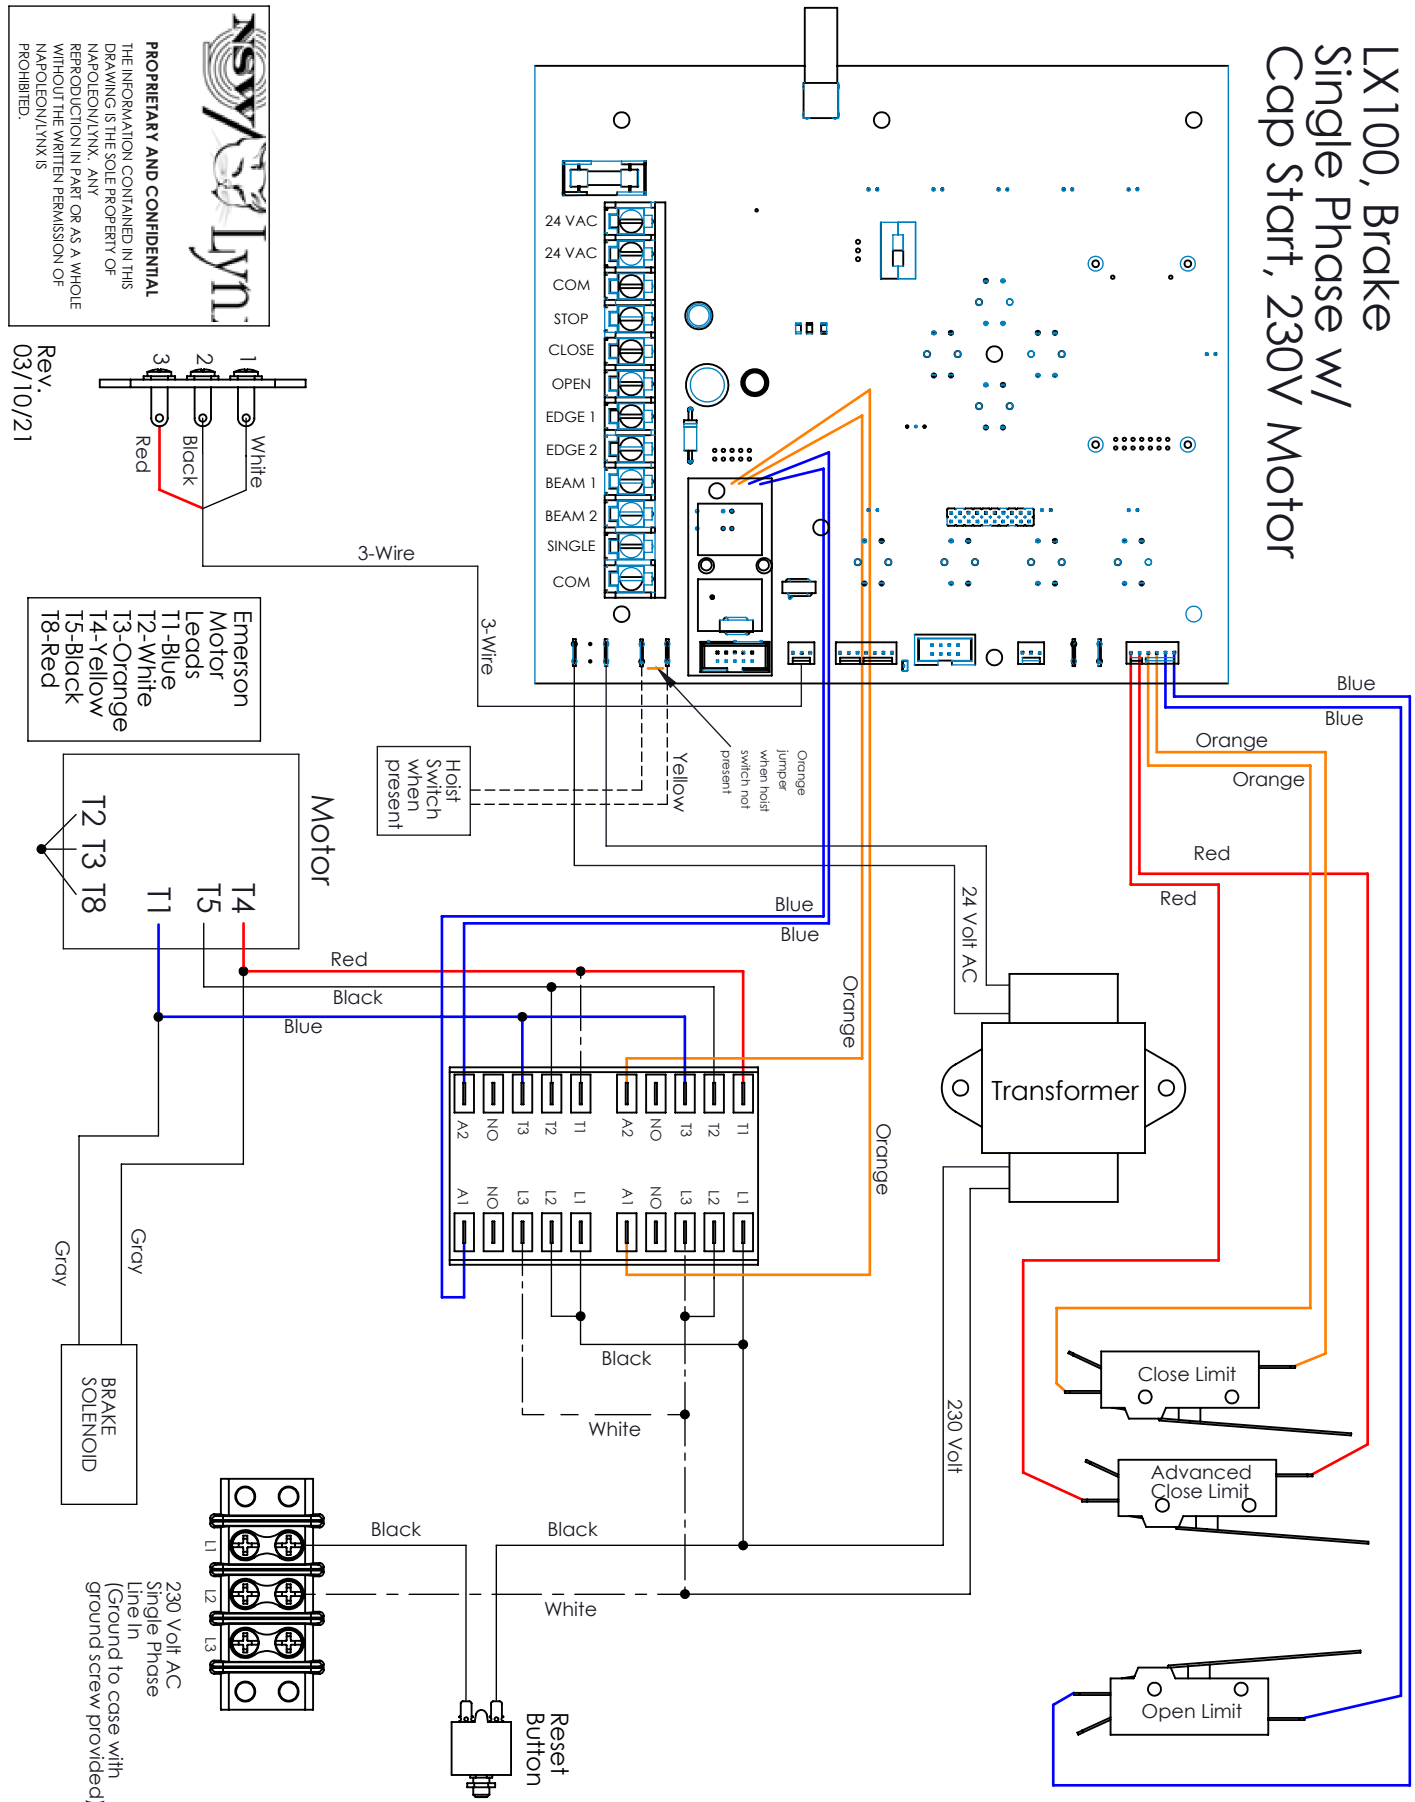 LX100, Brake
Single Phase w/
Cap Start, 230V Motor
NSW
Lyn
PROPRIETARY AND CONFIDENTIAL
THE INFORMATION CONTAINED IN THIS
DRAWING IS THE SOLE PROPERTY OF
NAPOLEON/LYNX. ANY
REPRODUCTION IN PART OR AS A WHOLE
WITHOUT THE WRITTEN PERMISSION OF
NAPOLEON/LYNX IS
PROHIBITED.
Rev.
03/10/21
1
2
3
White
Black
Red
3-Wire
3-Wire
24 VAC
24 VAC
COM
STOP
CLOSE
OPEN
EDGE 1
EDGE 2
BEAM 1
BEAM 2
SINGLE
COM
Emerson
Motor
Leads
T1-Blue
T2-White
T3-Orange
T4-Yellow
T5-Black
T8-Red
Hoist
Switch
when
present
Yellow
Orange
jumper
when hoist
switch not
present
Blue
Blue
Orange
Orange
Red
Red
Motor
T2
T3
T8
T1
T5
T4
Blue
Blue
Red
Black
Blue
Orange
Orange
24 Volt AC
Transformer
230 Volt
A2
NO
T3
T2
T1
A2
NO
T3
T2
T1
A1
NO
L3
L2
L1
A1
NO
L3
L2
L1
Gray
Gray
BRAKE
SOLENOID
Black
White
Close Limit
Advanced
Close Limit
Open Limit
Black
Black
White
L1
L2
L3
230 Volt AC
Single Phase
Line In
(Ground to case with
ground screw provided)
Reset
Button